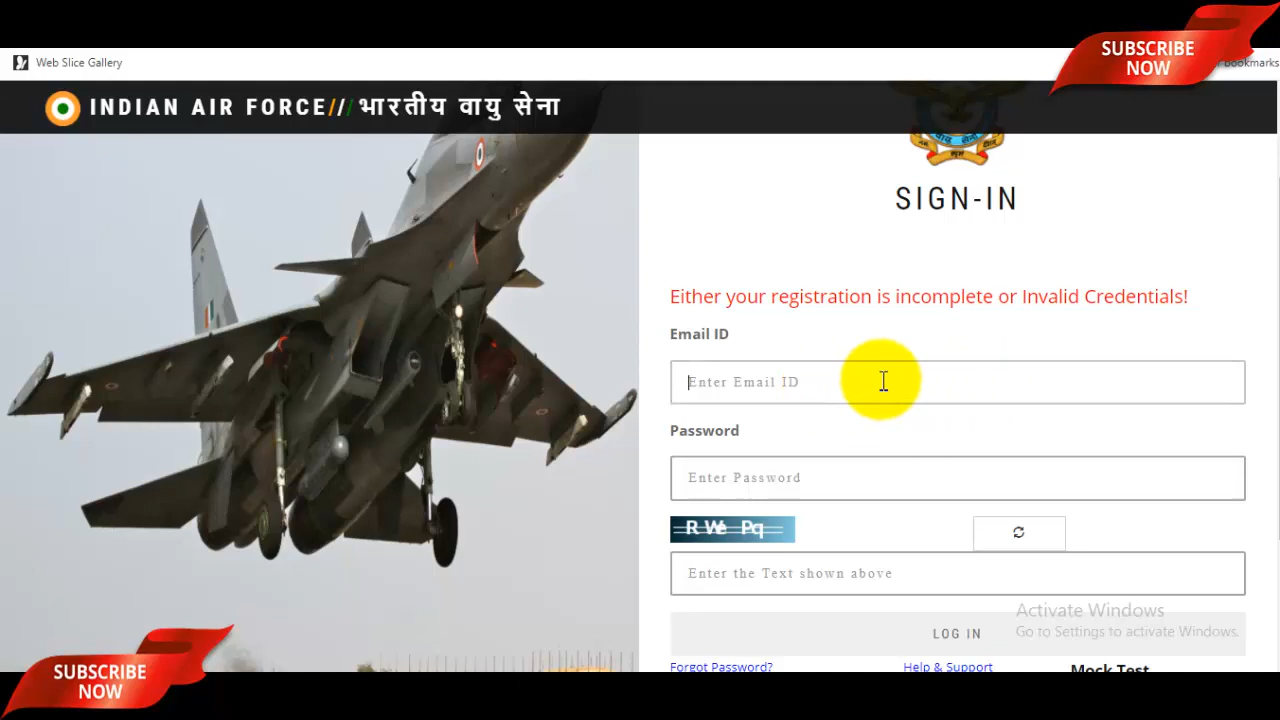 SUBSCRIBE
NOW
Web Slice Gallery
bookmarks
INDIAN AIR FORCE// भारतीय वायु सेना
SIGN-IN
Either your registration is incomplete or Invalid Credentials!
Email ID
Enter Email ID
Password
Enter Password
R We Pq
Enter the Text shown above
Activate Windows
Go to Settings to activate Windows.
LOG IN
Forgot Password?
Help & Support
Mock Test
SUBSCRIBE
NOW